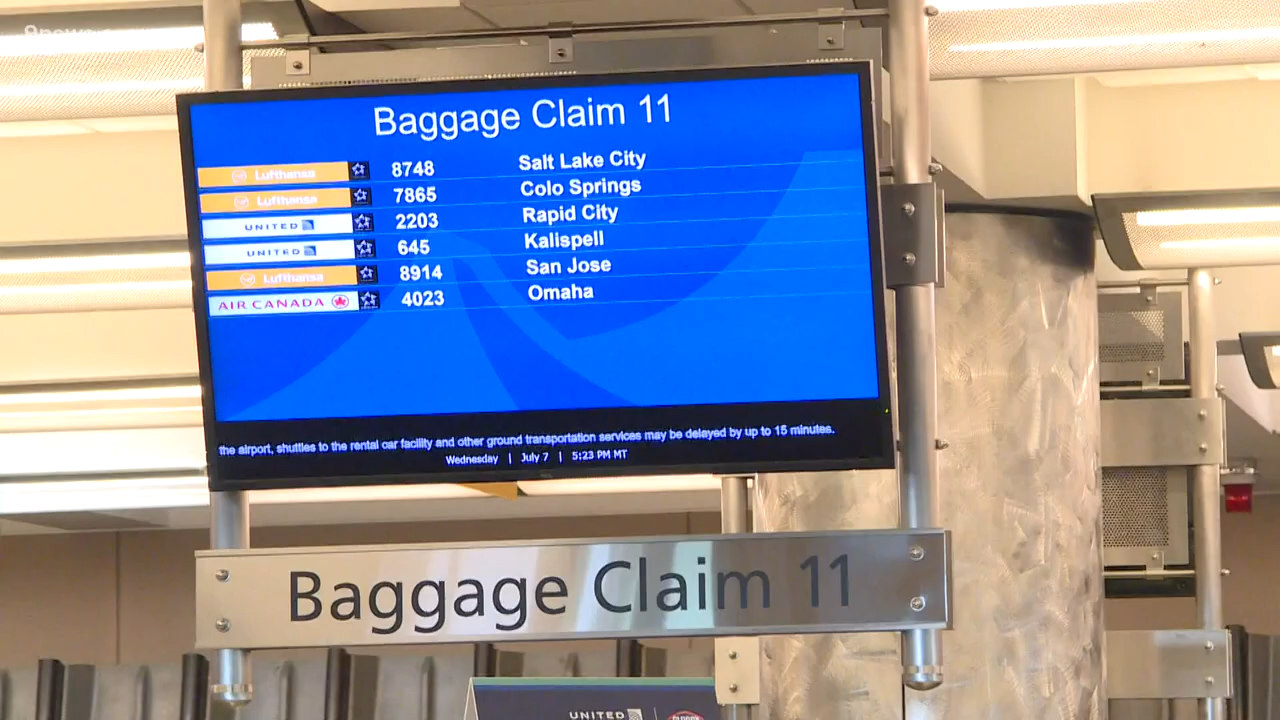 9news
Baggage Claim 11
Lufthansa 8748 Salt Lake City
Lufthansa 7865 Colo Springs
UNITED 2203 Rapid City
UNITED 645 Kalispell
Lufthansa 8914 San Jose
AIR CANADA 4023 Omaha
the airport, shuttles to the rental car facility and other ground transportation services may be delayed by up to 15 minutes.
Wednesday | July 7 | 5:23 PM MT
Baggage Claim 11
UNITED